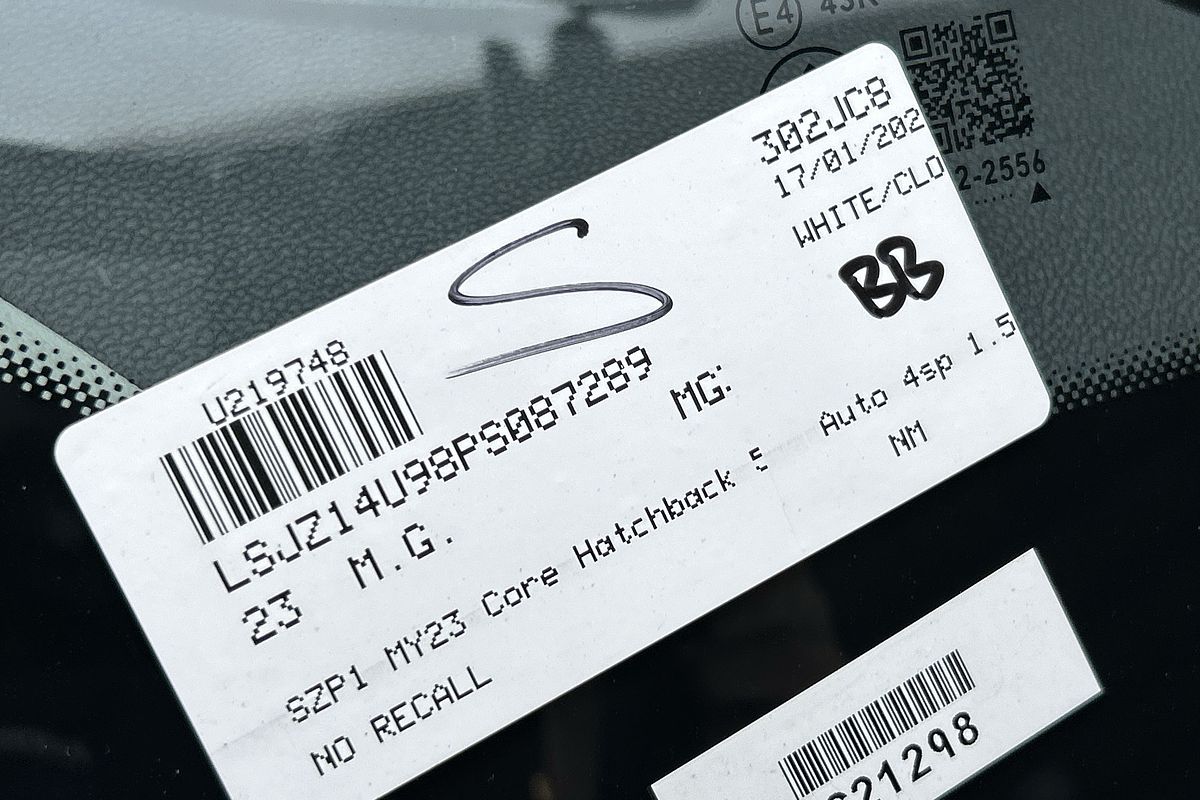 E4 43R
2-2556
302JC8
17/01/202
WHITE/CLO
S
BB
U219748
LSJZ14U98PS087289
23 M.G. MG
SZP1 MY23 Core Hatchback 5 Auto 4sp 1.5
NO RECALL NM
21298